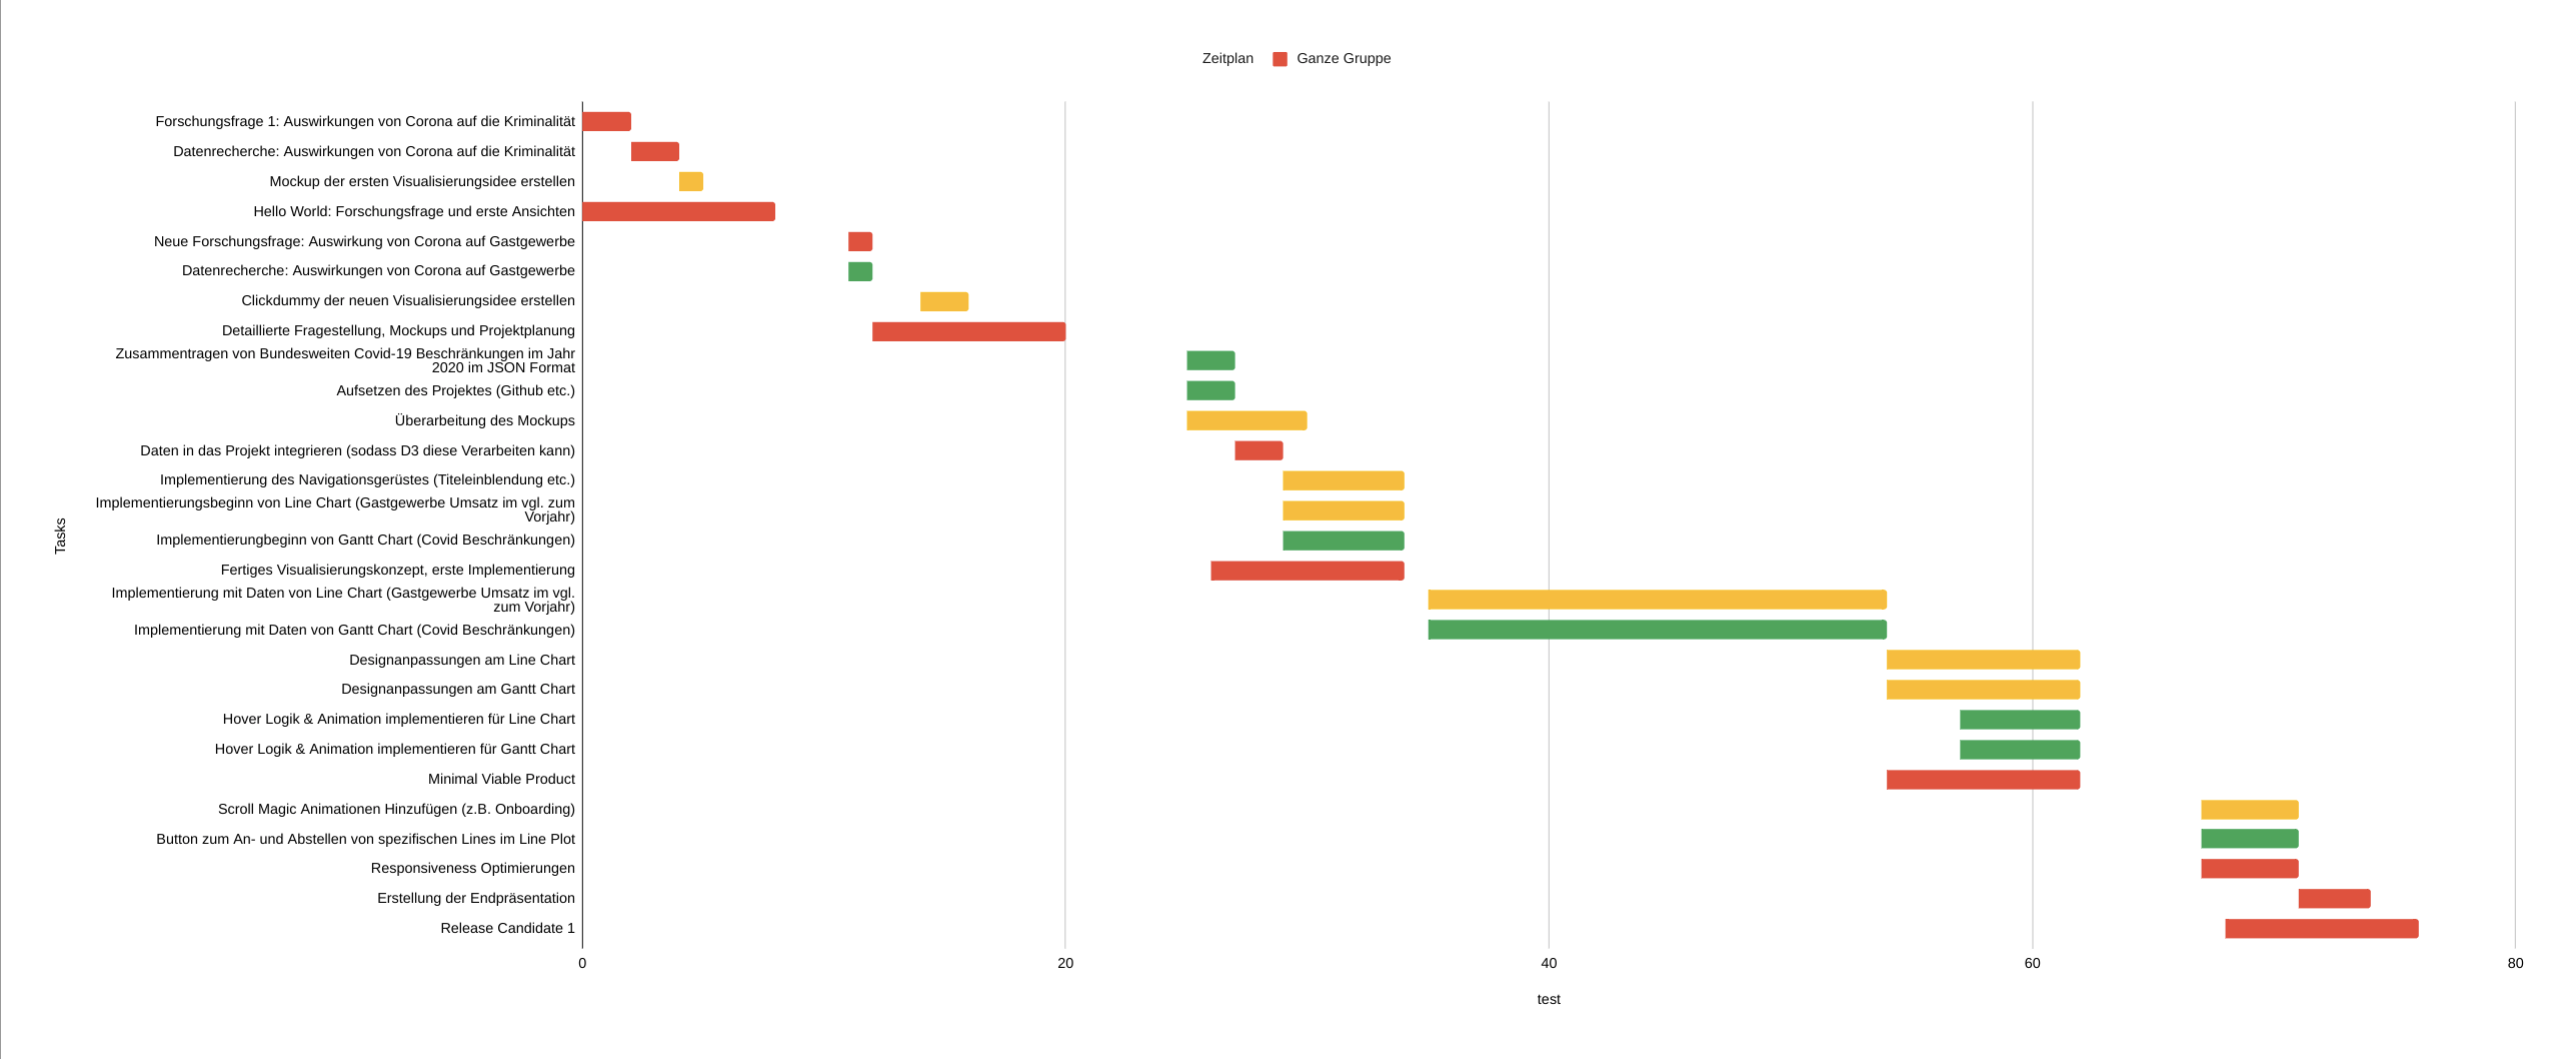 Zeitplan Ganze Gruppe
Forschungsfrage 1: Auswirkungen von Corona auf die Kriminalität
Datenrecherche: Auswirkungen von Corona auf die Kriminalität
Mockup der ersten Visualisierungsidee erstellen
Hello World: Forschungsfrage und erste Ansichten
Neue Forschungsfrage: Auswirkung von Corona auf Gastgewerbe
Datenrecherche: Auswirkungen von Corona auf Gastgewerbe
Clickdummy der neuen Visualisierungsidee erstellen
Detaillierte Fragestellung, Mockups und Projektplanung
Zusammentragen von Bundesweiten Covid-19 Beschränkungen im Jahr
2020 im JSON Format
Aufsetzen des Projektes (Github etc.)
Überarbeitung des Mockups
Daten in das Projekt integrieren (sodass D3 diese Verarbeiten kann)
Implementierung des Navigationsgerüstes (Titeleinblendung etc.)
Implementierungsbeginn von Line Chart (Gastgewerbe Umsatz im vgl. zum
Vorjahr)
Implementierungbeginn von Gantt Chart (Covid Beschränkungen)
Fertiges Visualisierungskonzept, erste Implementierung
Implementierung mit Daten von Line Chart (Gastgewerbe Umsatz im vgl.
zum Vorjahr)
Implementierung mit Daten von Gantt Chart (Covid Beschränkungen)
Designanpassungen am Line Chart
Designanpassungen am Gantt Chart
Hover Logik & Animation implementieren für Line Chart
Hover Logik & Animation implementieren für Gantt Chart
Minimal Viable Product
Scroll Magic Animationen Hinzufügen (z.B. Onboarding)
Button zum An- und Abstellen von spezifischen Lines im Line Plot
Responsiveness Optimierungen
Erstellung der Endpräsentation
Release Candidate 1
Tasks
0 20 40 60 80
test